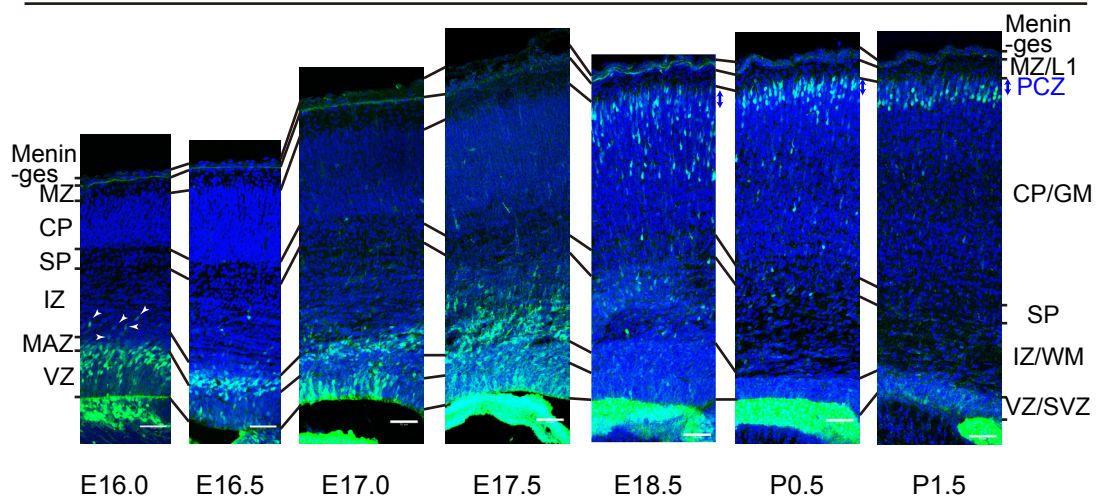 Menin
-ges
MZ
CP
SP
IZ
MAZ
VZ
Menin
-ges
MZ/L1
PCZ
CP/GM
SP
IZ/WM
VZ/SVZ
E16.0
E16.5
E17.0
E17.5
E18.5
P0.5
P1.5